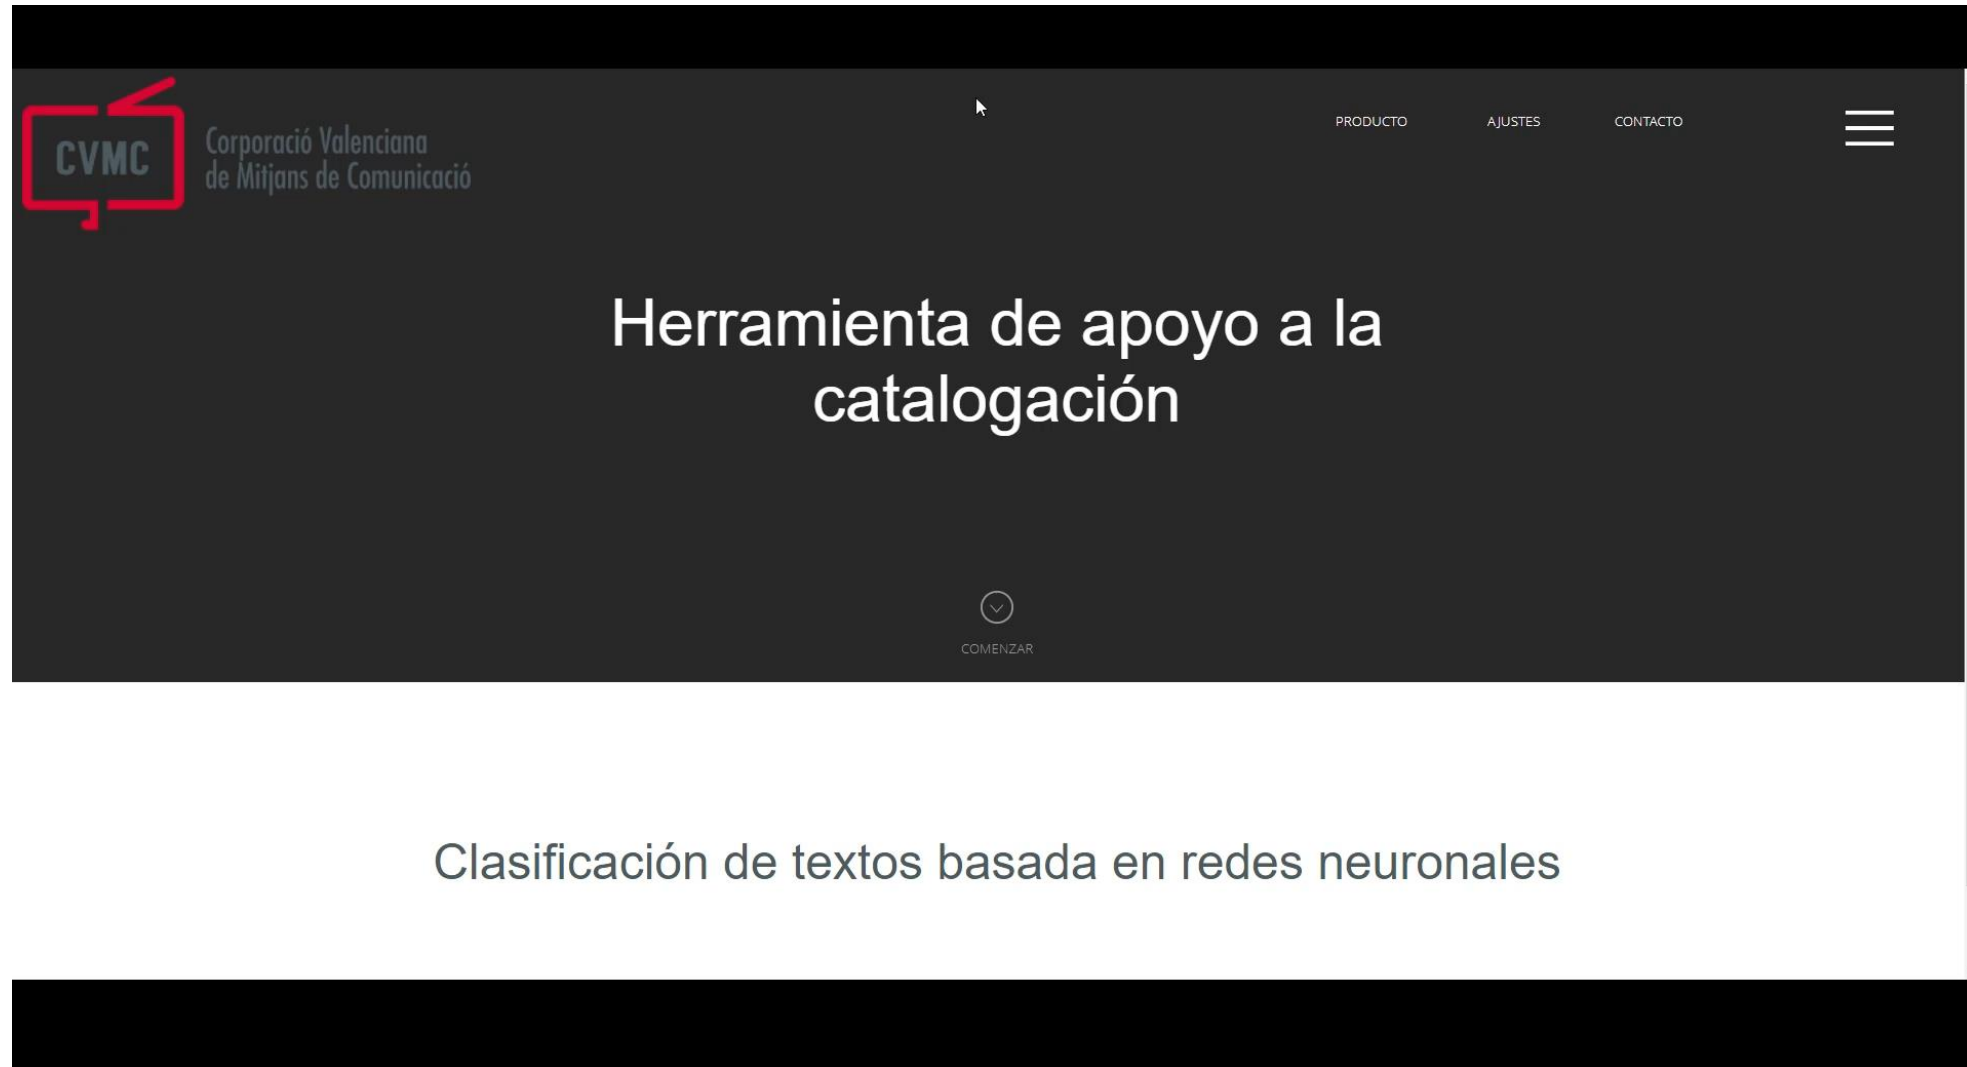 CVMC
Corporació Valenciana
de Mitjans de Comunicació
PRODUCTO
AJUSTES
CONTACTO
Herramienta de apoyo a la
catalogación
COMENZAR
Clasificación de textos basada en redes neuronales